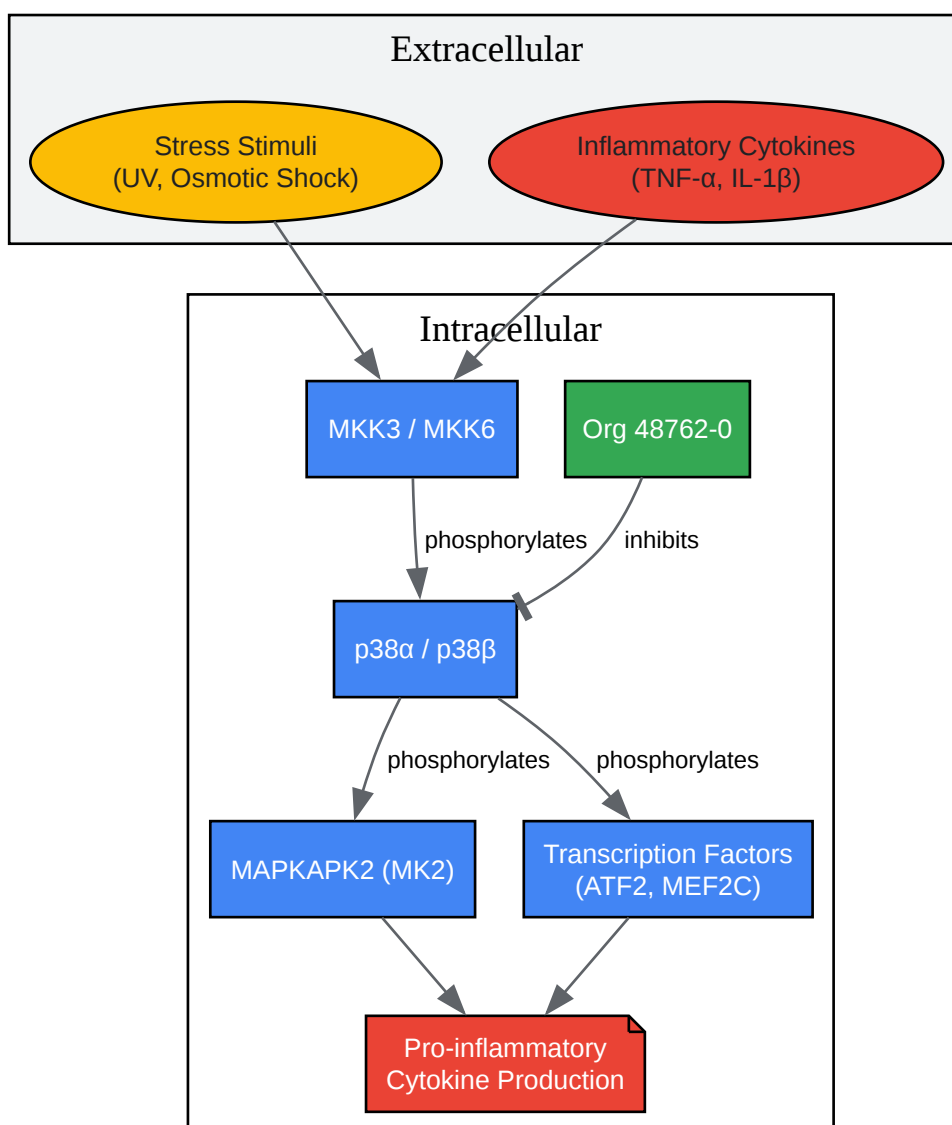 Extracellular
Stress Stimuli
(UV, Osmotic Shock)
Inflammatory Cytokines
(TNF-α, IL-1β)
Intracellular
MKK3 / MKK6
Org 48762-0
phosphorylates
inhibits
p38α / p38β
phosphorylates
phosphorylates
MAPKAPK2 (MK2)
Transcription Factors
(ATF2, MEF2C)
Pro-inflammatory
Cytokine Production